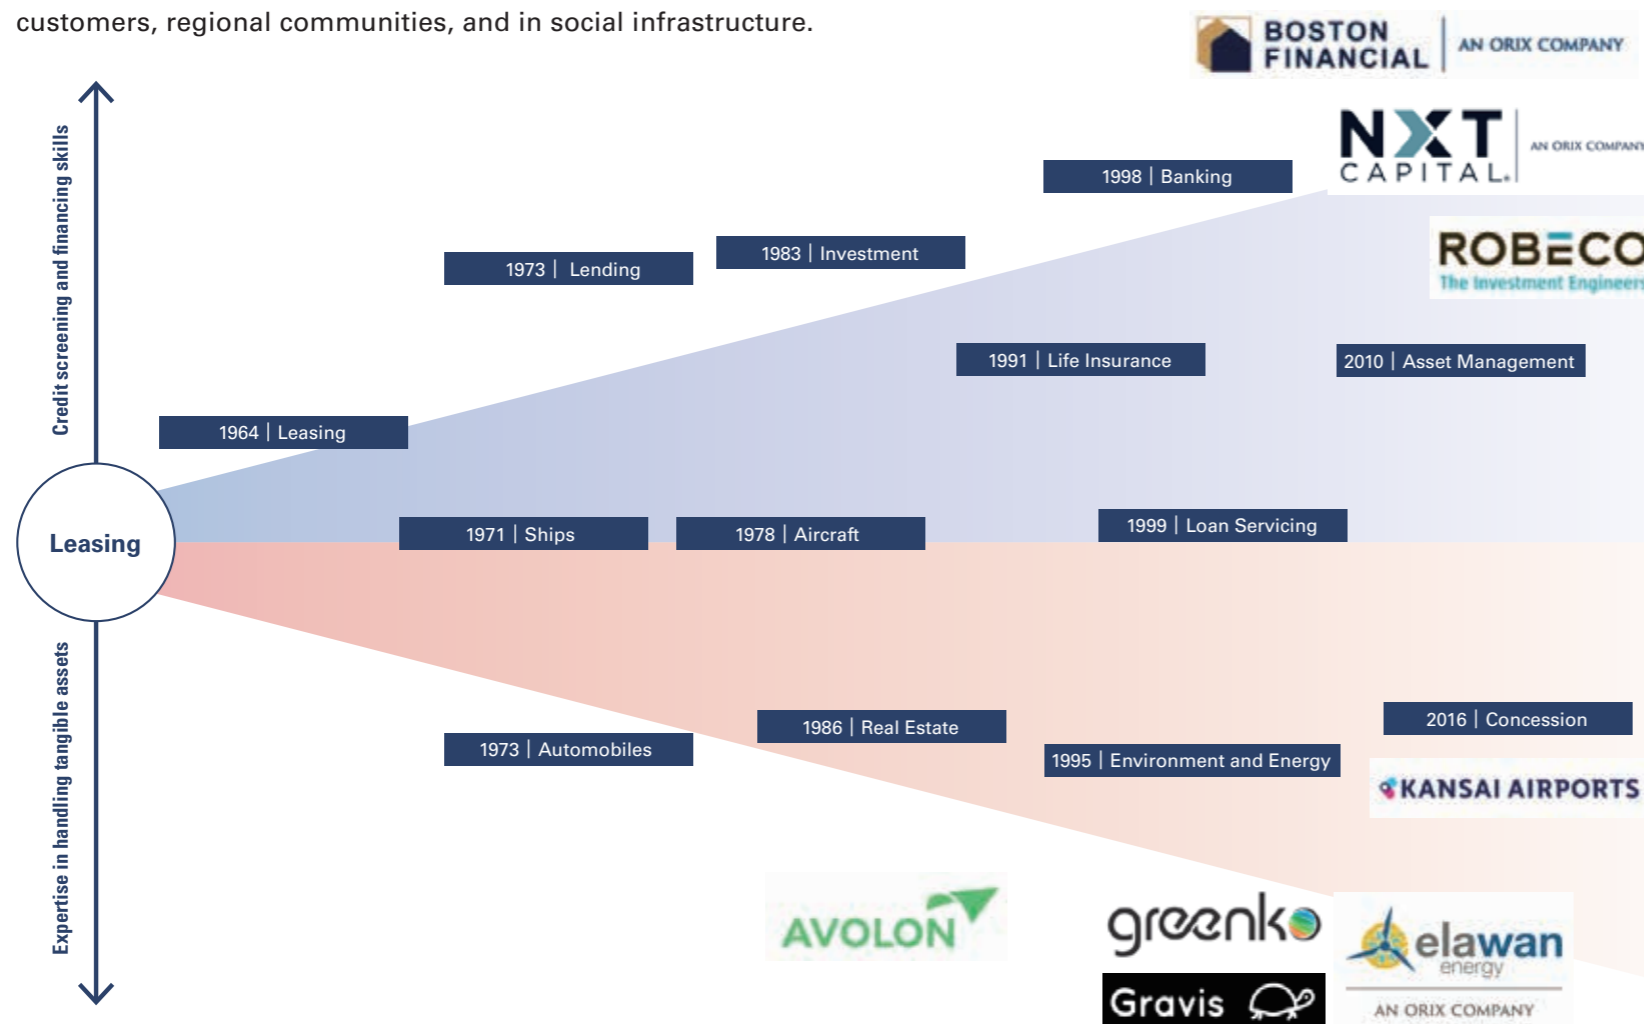 customers, regional communities, and in social infrastructure.
BOSTON
FINANCIAL
AN ORIX COMPANY
NXT
CAPITAL.
AN ORIX COMPANY
Credit screening and financing skills
1998 | Banking
ROBECO
The Investment Engineers
1983 | Investment
1973 | Lending
1991 | Life Insurance
2010 | Asset Management
1964 | Leasing
Leasing
1971 | Ships
1978 | Aircraft
1999 | Loan Servicing
Expertise in handling tangible assets
2016 | Concession
1986 | Real Estate
1973 | Automobiles
1995 | Environment and Energy
KANSAI AIRPORTS
AVOLON
greenko
elawan
energy
AN ORIX COMPANY
Gravis